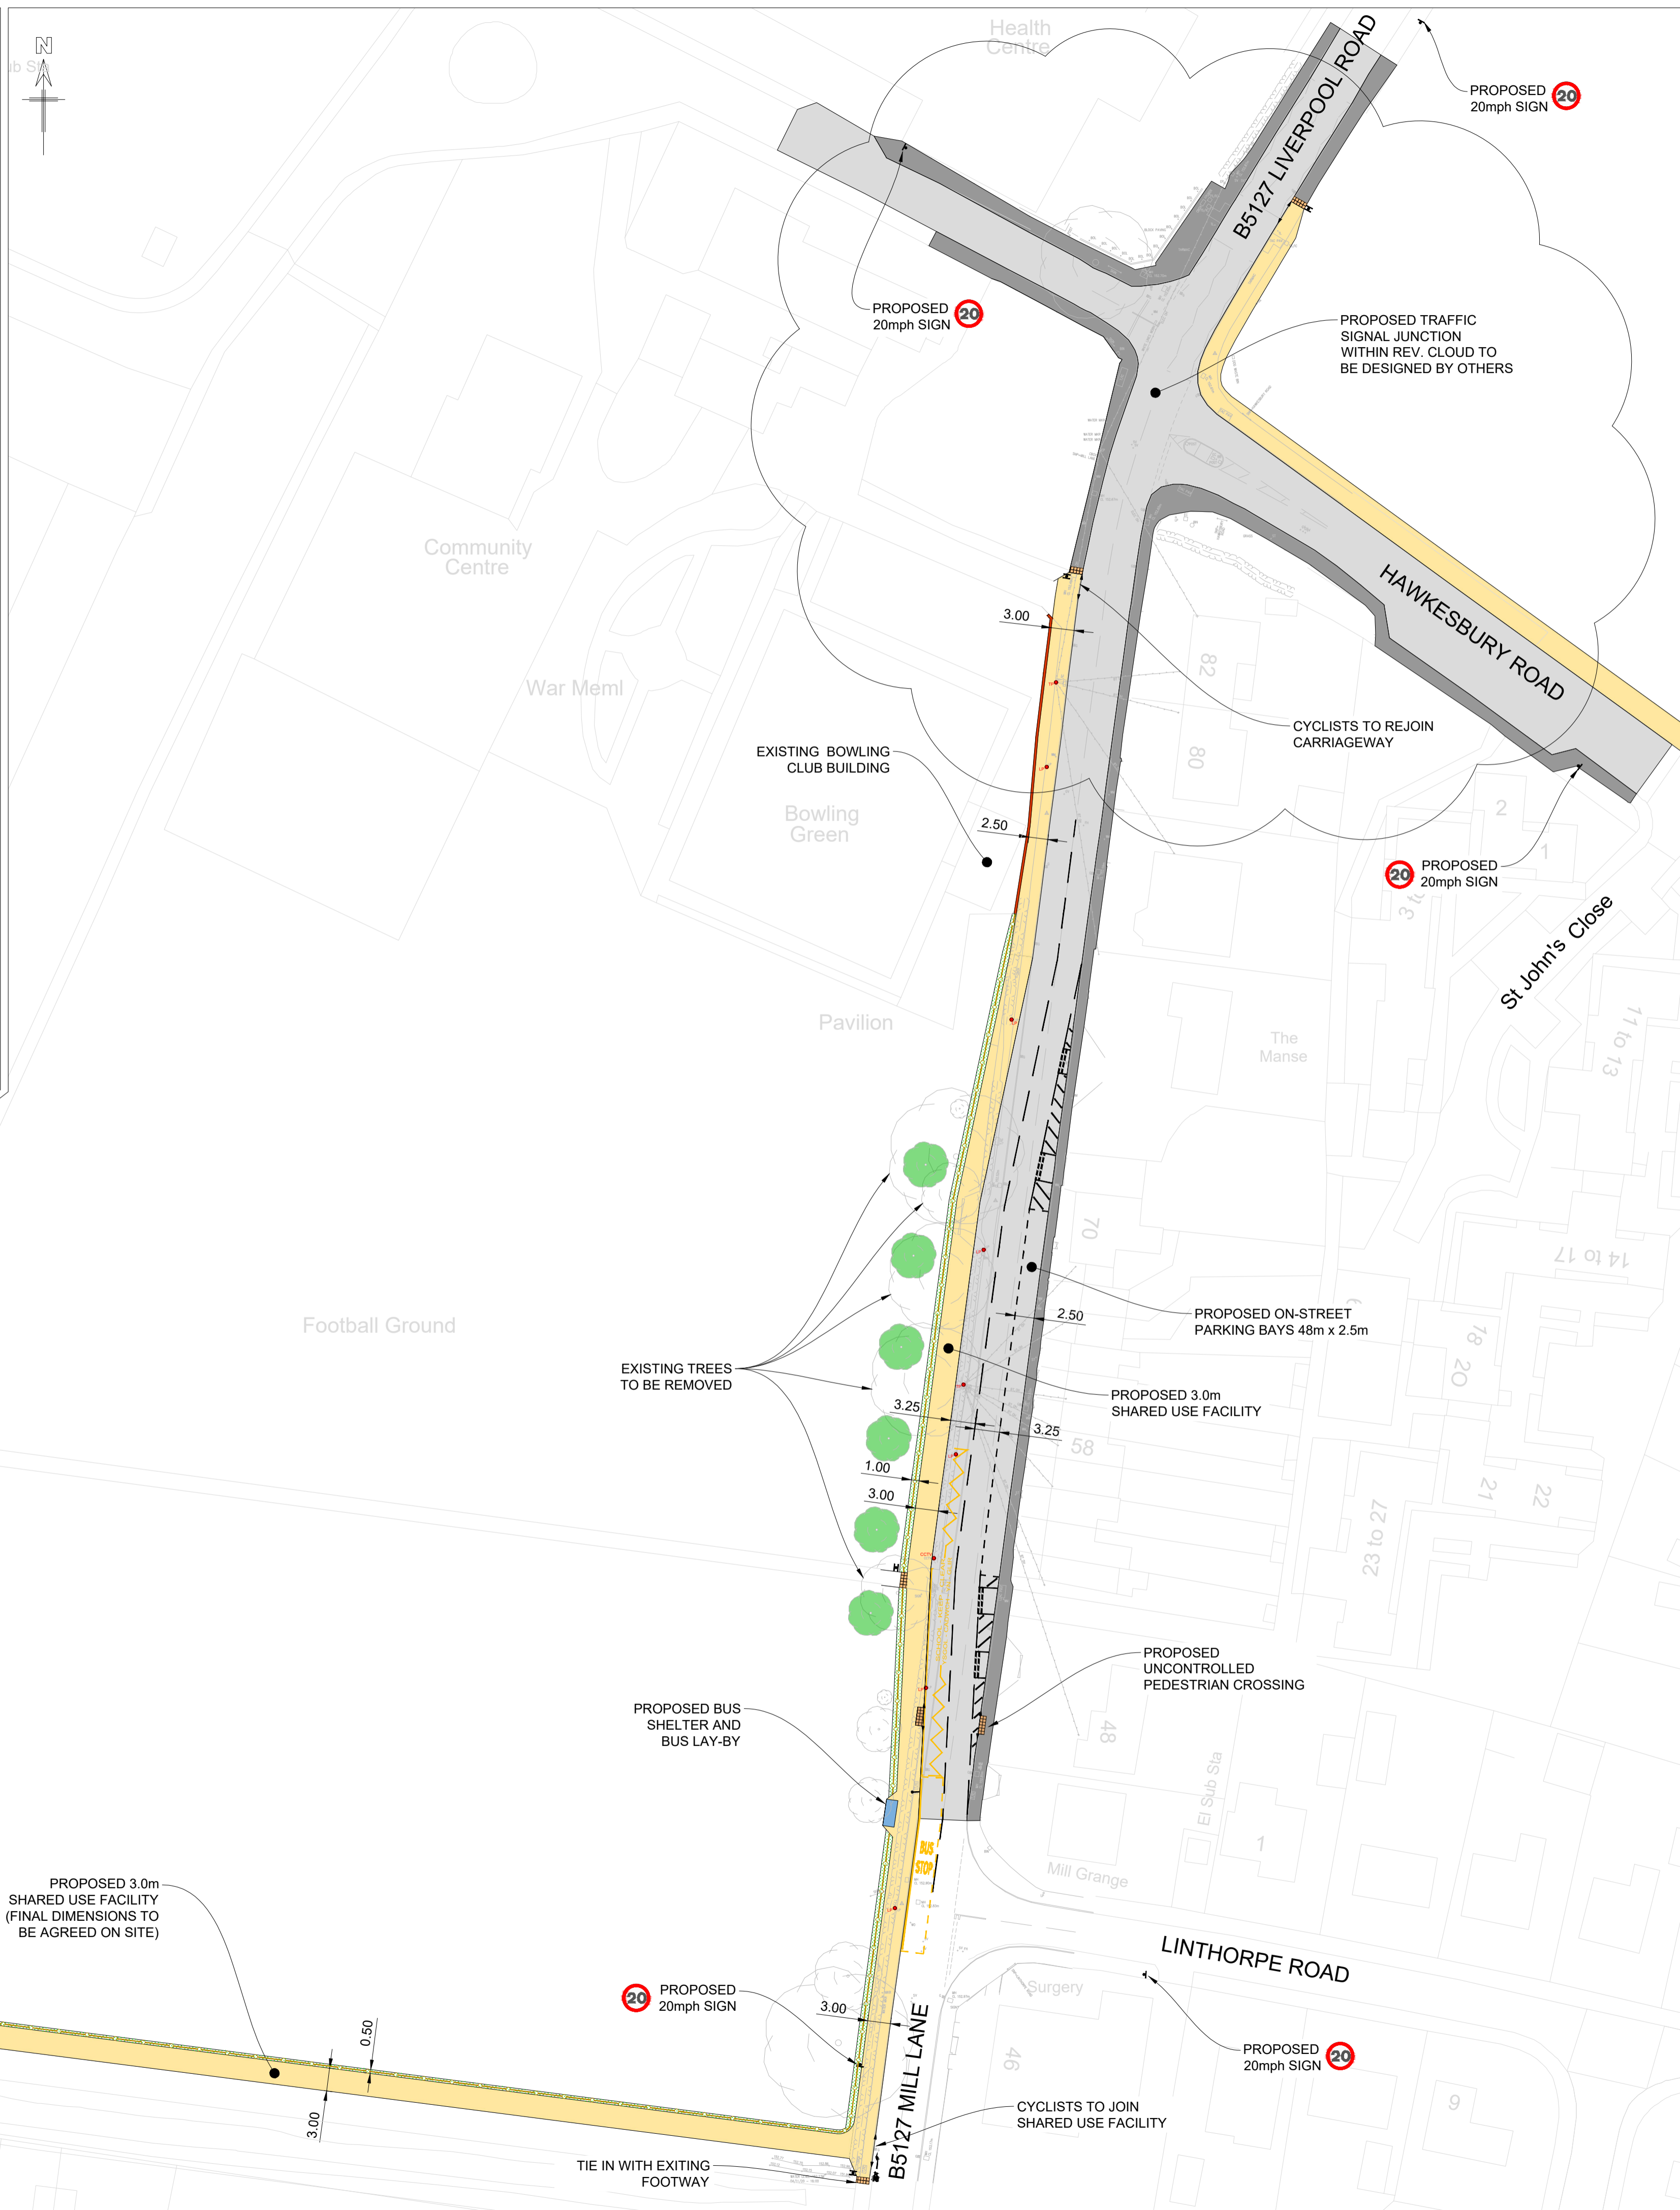 Health
Centre
N
B5127 LIVERPOOL ROAD
PROPOSED
20mph SIGN
20
PROPOSED
20mph SIGN
20
PROPOSED TRAFFIC
SIGNAL JUNCTION
WITHIN REV. CLOUD TO
BE DESIGNED BY OTHERS
Community
Centre
HAWKESBURY ROAD
3.00
82
War Meml
CYCLISTS TO REJOIN
CARRIAGEWAY
EXISTING BOWLING
CLUB BUILDING
80
Bowling
Green
2.50
2
1
20
PROPOSED
20mph SIGN
St John's Close
Pavilion
The
Manse
11 to 13
70
14 to 17
Football Ground
2.50
PROPOSED ON-STREET
PARKING BAYS 48m x 2.5m
18
20
EXISTING TREES
TO BE REMOVED
PROPOSED 3.0m
SHARED USE FACILITY
3.25
3.25
58
1.00
3.00
21
22
23 to 27
PROPOSED
UNCONTROLLED
PEDESTRIAN CROSSING
PROPOSED BUS
SHELTER AND
BUS LAY-BY
48
El Sub Sta
1
BUS
STOP
Mill Grange
PROPOSED 3.0m
SHARED USE FACILITY
(FINAL DIMENSIONS TO
BE AGREED ON SITE)
LINTHORPE ROAD
Surgery
20
PROPOSED
20mph SIGN
3.00
0.50
3.00
B5127 MILL LANE
46
PROPOSED
20mph SIGN
20
9
CYCLISTS TO JOIN
SHARED USE FACILITY
TIE IN WITH EXITING
FOOTWAY